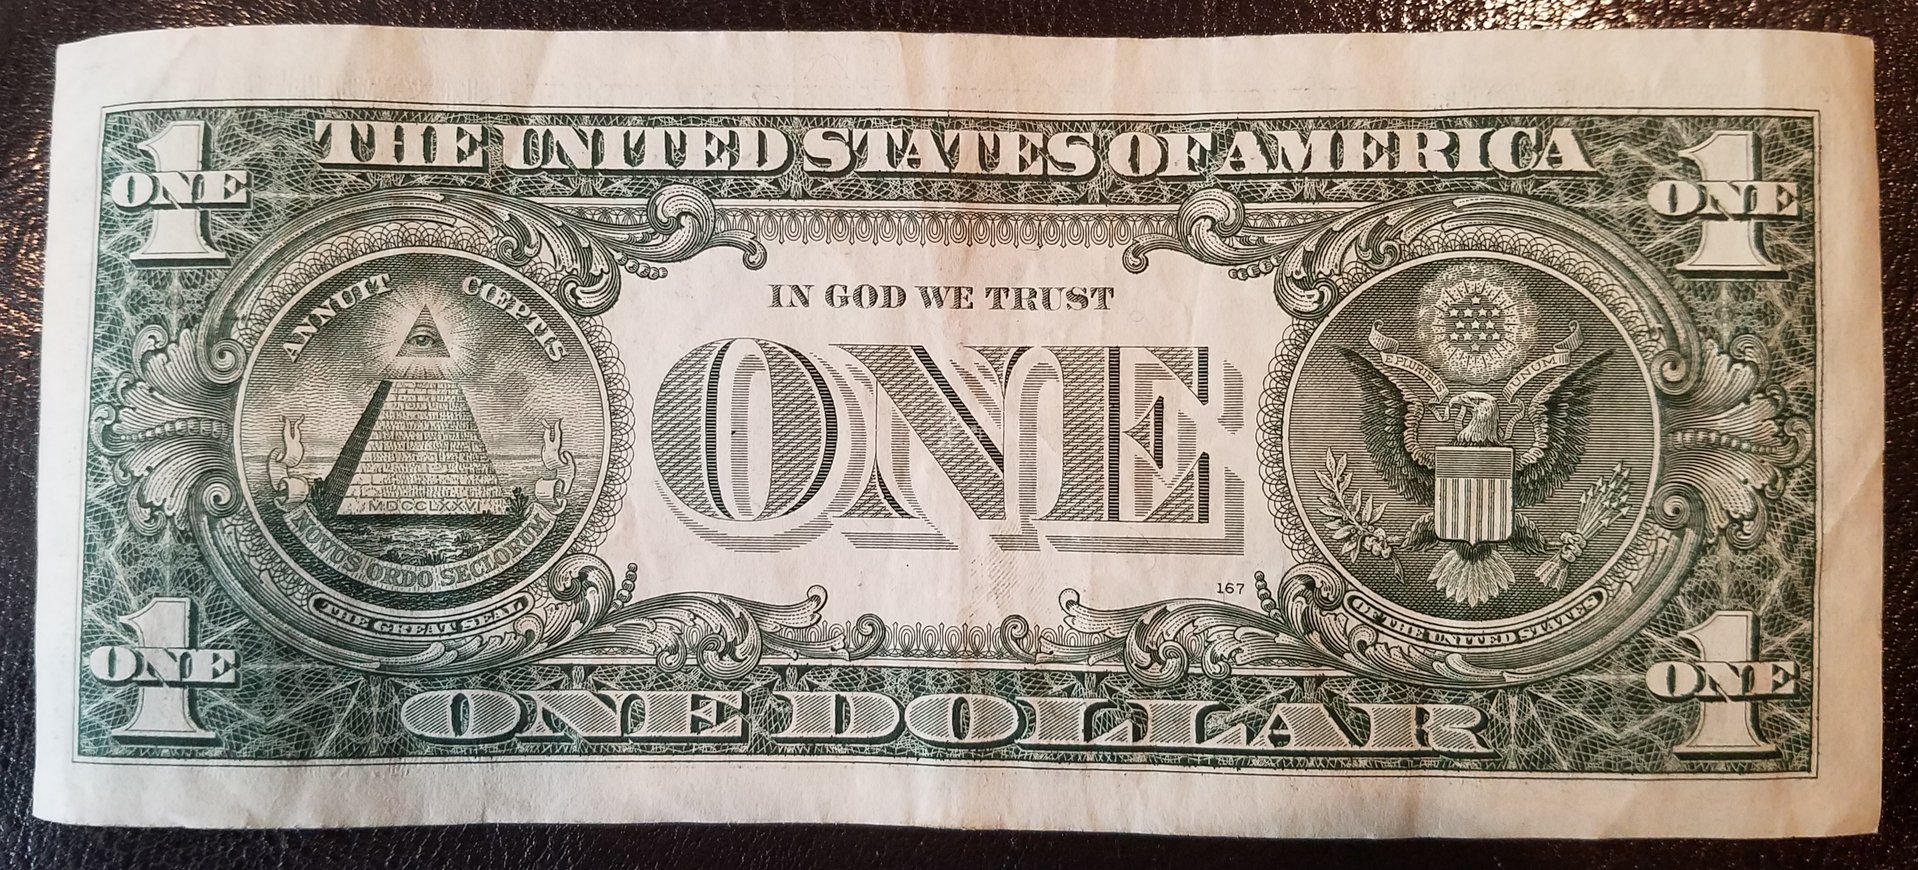 THE UNITED STATES OF AMERICA
1
ONE
1
ONE
ANNUIT CŒPTIS
IN GOD WE TRUST
E PLURIBUS UNUM
ONE
MDCCLXXVI
NOVUS ORDO SECLORUM
THE GREAT SEAL
167
OF THE UNITED STATES
1
ONE
1
ONE
ONE DOLLAR